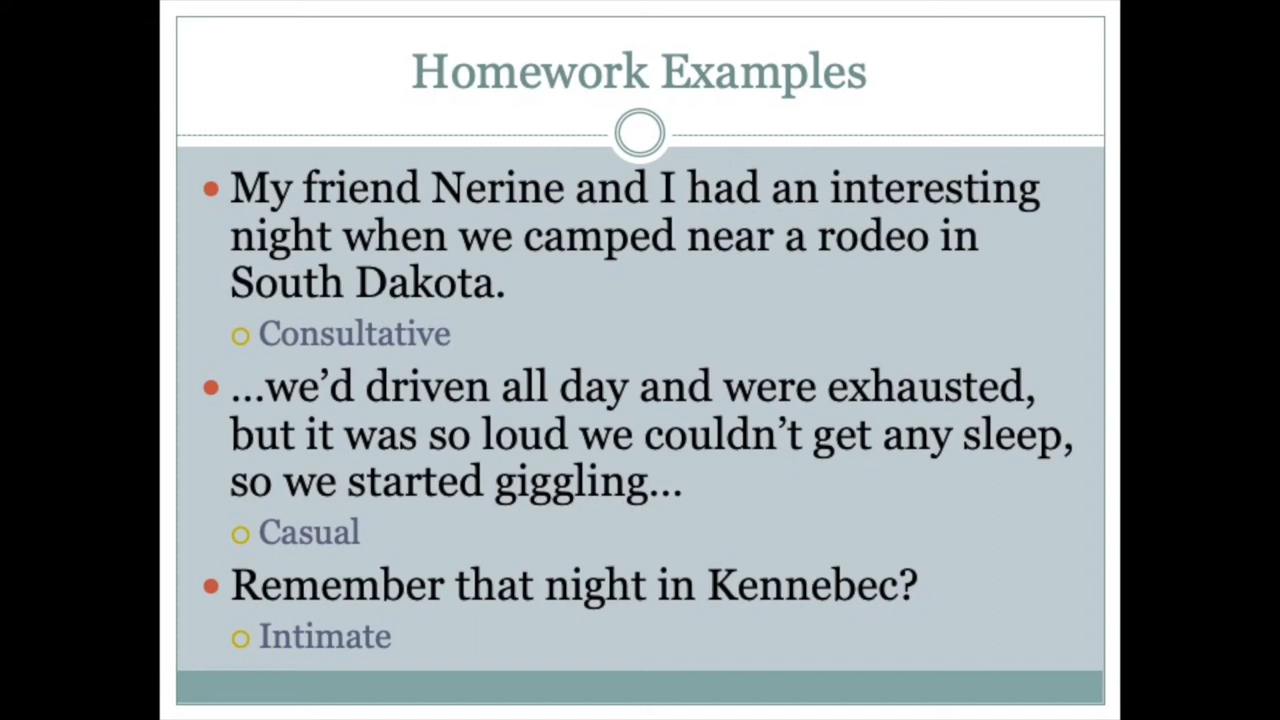 Homework Examples
My friend Nerine and I had an interesting
night when we camped near a rodeo in
South Dakota.
Consultative
...we’d driven all day and were exhausted,
but it was so loud we couldn’t get any sleep,
so we started giggling...
Casual
Remember that night in Kennebec?
Intimate